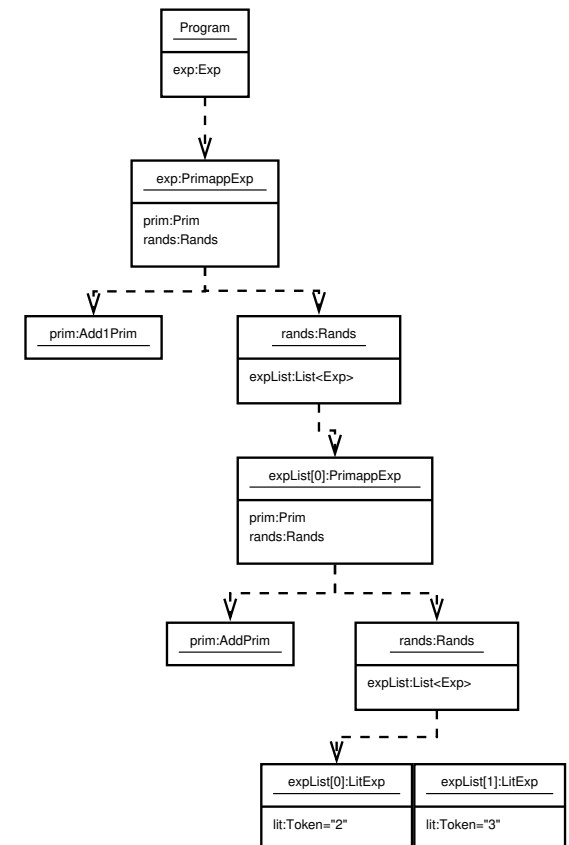 Program
exp:Exp
exp:PrimappExp
prim:Prim
rands:Rands
prim:Add1Prim
rands:Rands
expList:List<Exp>
expList[0]:PrimappExp
prim:Prim
rands:Rands
prim:AddPrim
rands:Rands
expList:List<Exp>
expList[0]:LitExp
expList[1]:LitExp
lit:Token="2"
lit:Token="3"